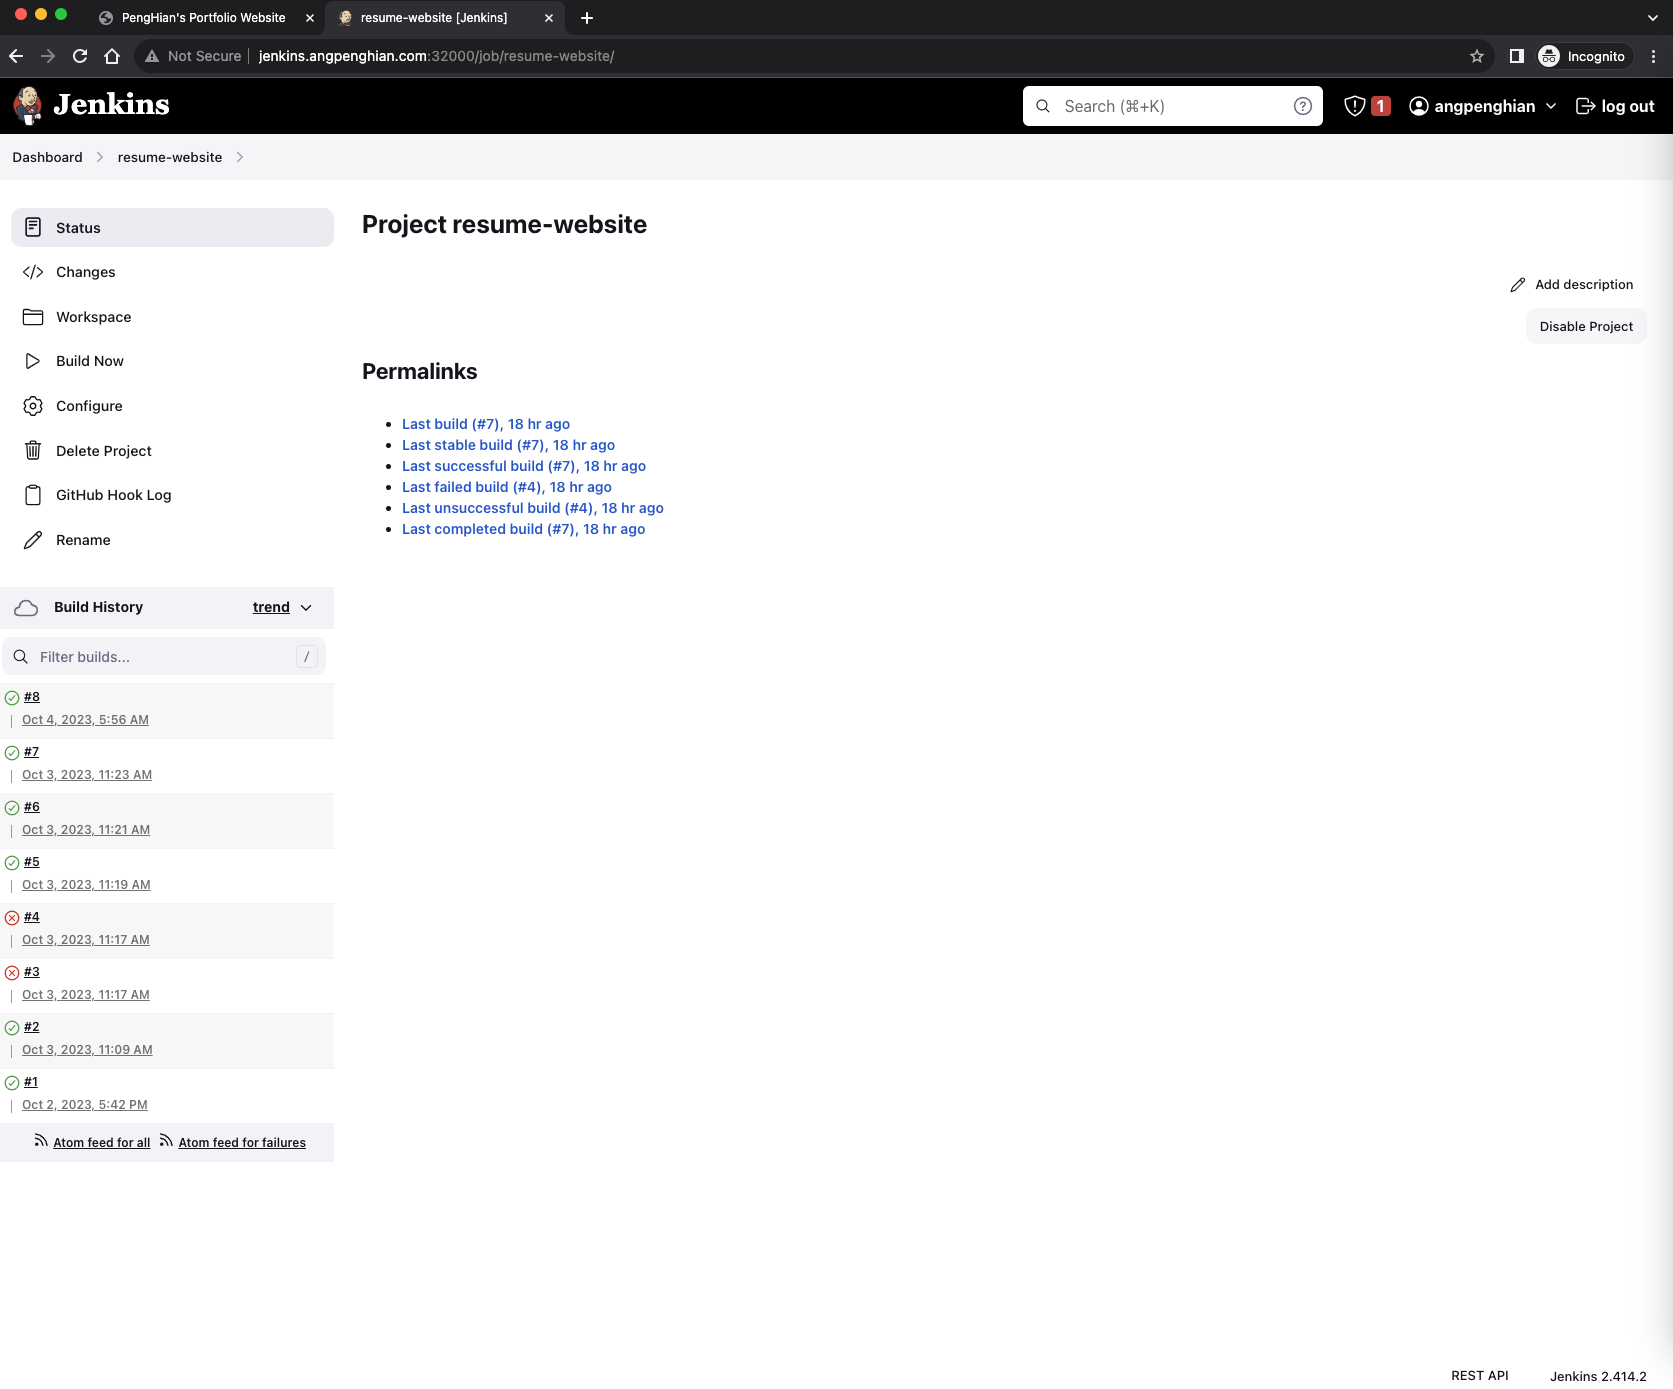 PengHian's Portfolio Website
resume-website [Jenkins]
Not Secure
jenkins.angpenghian.com:32000/job/resume-website/
Incognito
Jenkins
Search (⌘+K)
1
angpenghian
log out
Dashboard
resume-website
Status
Changes
Workspace
Build Now
Configure
Delete Project
GitHub Hook Log
Rename
Build History
trend
Filter builds...
/
#8
Oct 4, 2023, 5:56 AM
#7
Oct 3, 2023, 11:23 AM
#6
Oct 3, 2023, 11:21 AM
#5
Oct 3, 2023, 11:19 AM
#4
Oct 3, 2023, 11:17 AM
#3
Oct 3, 2023, 11:17 AM
#2
Oct 3, 2023, 11:09 AM
#1
Oct 2, 2023, 5:42 PM
Atom feed for all
Atom feed for failures
Project resume-website
Add description
Disable Project
Permalinks
Last build (#7), 18 hr ago
Last stable build (#7), 18 hr ago
Last successful build (#7), 18 hr ago
Last failed build (#4), 18 hr ago
Last unsuccessful build (#4), 18 hr ago
Last completed build (#7), 18 hr ago
REST API
Jenkins 2.414.2